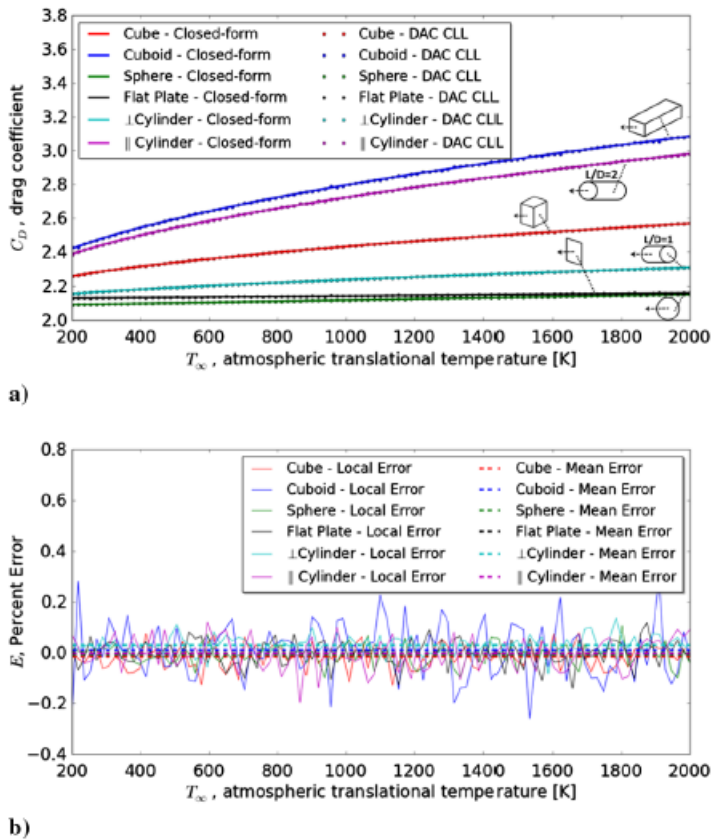 4.0
3.8
3.6
3.4
3.2
3.0
2.8
2.6
2.4
2.2
2.0
C_D , drag coefficient
Cube - Closed-form
Cuboid - Closed-form
Sphere - Closed-form
Flat Plate - Closed-form
⊥Cylinder - Closed-form
∥ Cylinder - Closed-form
Cube - DAC CLL
Cuboid - DAC CLL
Sphere - DAC CLL
Flat Plate - DAC CLL
⊥Cylinder - DAC CLL
∥ Cylinder - DAC CLL
L/D=2
L/D=1
200 400 600 800 1000 1200 1400 1600 1800 2000
T_∞ , atmospheric translational temperature [K]
a)
0.8
0.6
0.4
0.2
0.0
−0.2
−0.4
E, Percent Error
Cube - Local Error
Cuboid - Local Error
Sphere - Local Error
Flat Plate - Local Error
⊥Cylinder - Local Error
∥ Cylinder - Local Error
Cube - Mean Error
Cuboid - Mean Error
Sphere - Mean Error
Flat Plate - Mean Error
⊥Cylinder - Mean Error
∥ Cylinder - Mean Error
200 400 600 800 1000 1200 1400 1600 1800 2000
T_∞ , atmospheric translational temperature [K]
b)